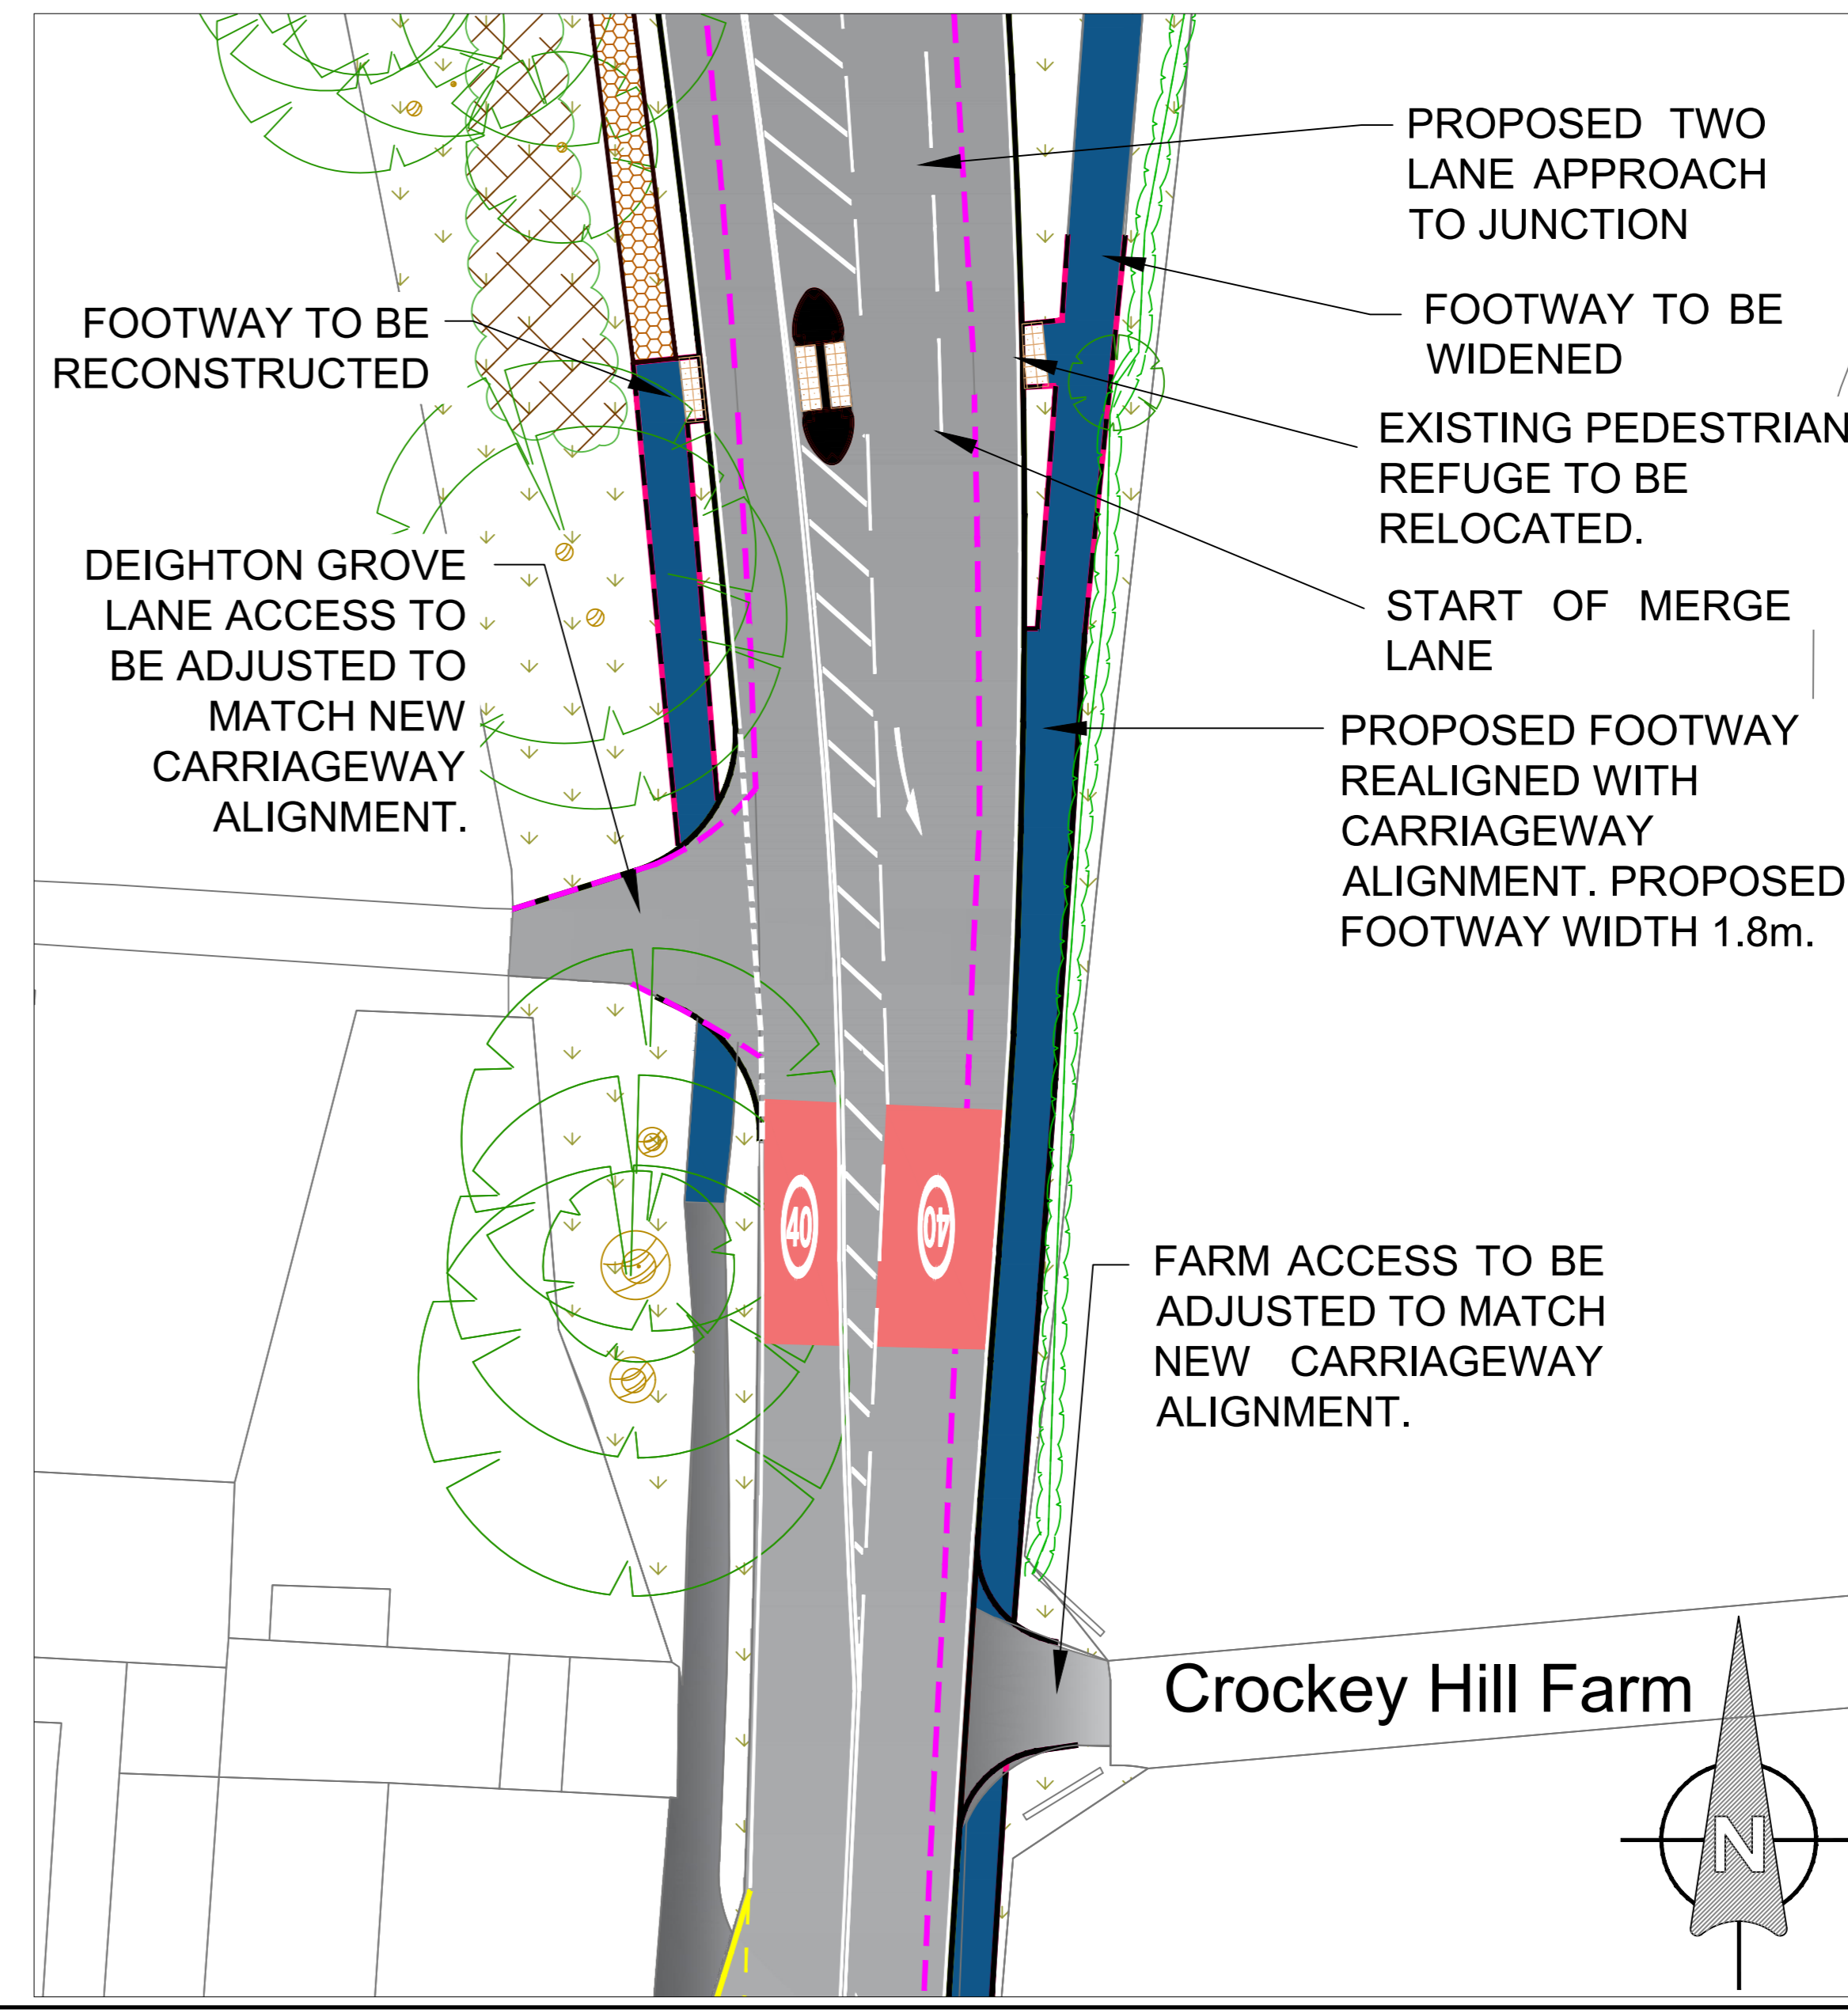 PROPOSED TWO
LANE APPROACH
TO JUNCTION
FOOTWAY TO BE
WIDENED
FOOTWAY TO BE
RECONSTRUCTED
EXISTING PEDESTRIAN
REFUGE TO BE
RELOCATED.
DEIGHTON GROVE
LANE ACCESS TO
BE ADJUSTED TO
MATCH NEW
CARRIAGEWAY
ALIGNMENT.
START OF MERGE
LANE
PROPOSED FOOTWAY
REALIGNED WITH
CARRIAGEWAY
ALIGNMENT. PROPOSED
FOOTWAY WIDTH 1.8m.
40
40
FARM ACCESS TO BE
ADJUSTED TO MATCH
NEW CARRIAGEWAY
ALIGNMENT.
Crockey Hill Farm
N